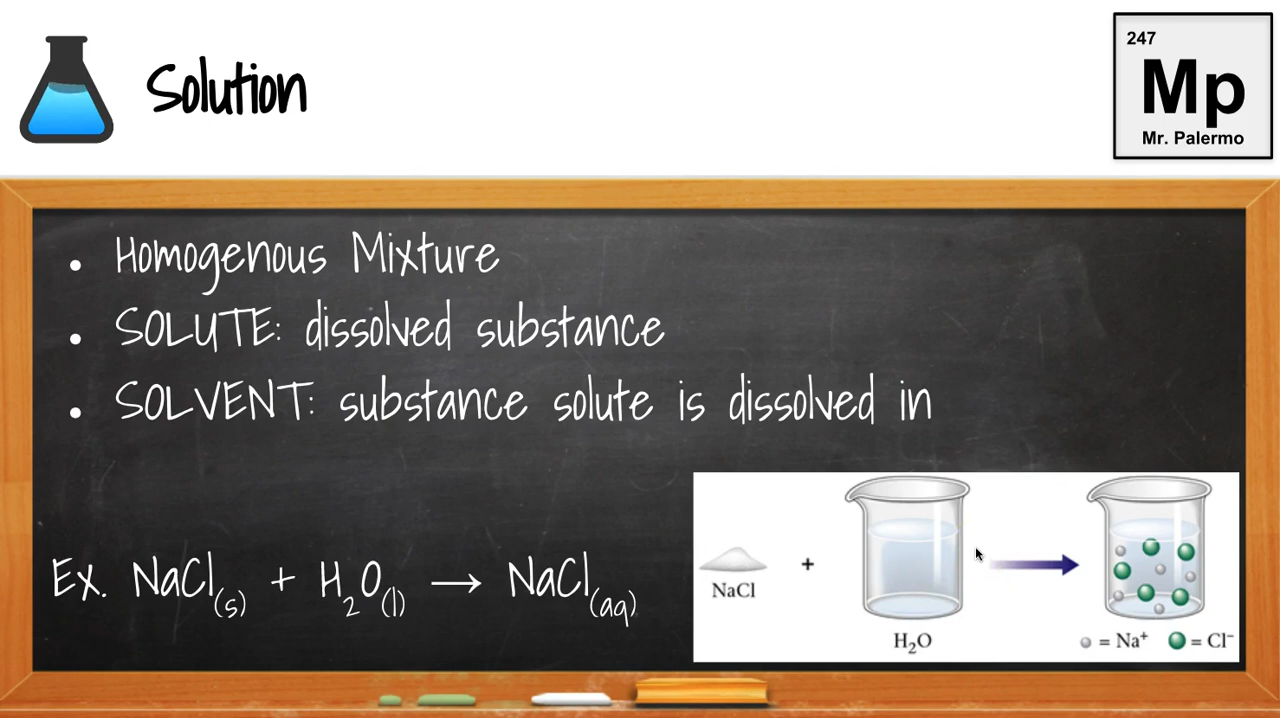 Solution
247
Mp
Mr. Palermo
• Homogenous Mixture
• SOLUTE: dissolved substance
• SOLVENT: substance solute is dissolved in
Ex. NaCl(s) + H2O(l) → NaCl(aq)
NaCl
+
H₂O
= Na⁺ = Cl⁻